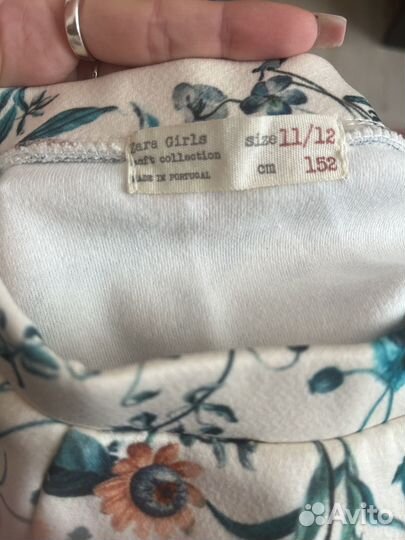 Zara Girls size 11/12
soft collection cm 152
MADE IN PORTUGAL
Avito